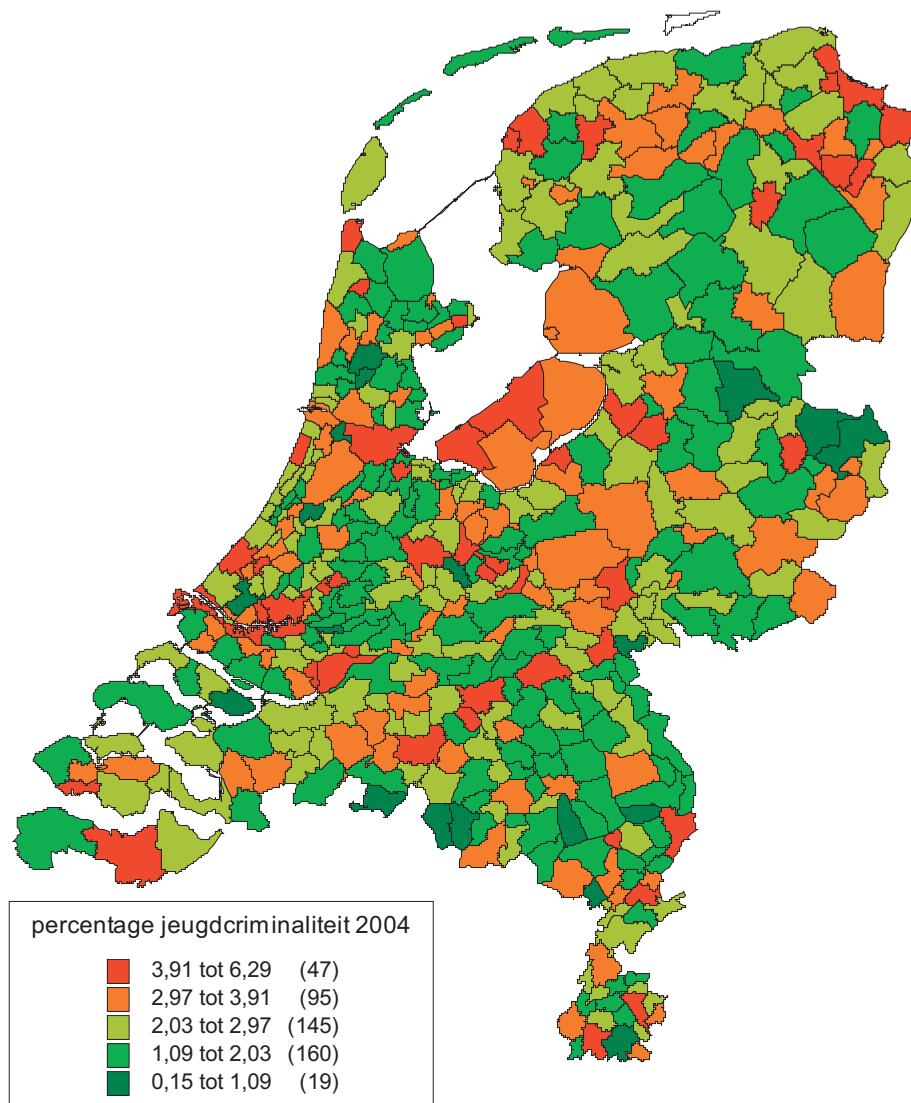 percentage jeugdcriminaliteit 2004
3,91 tot 6,29 (47)
2,97 tot 3,91 (95)
2,03 tot 2,97 (145)
1,09 tot 2,03 (160)
0,15 tot 1,09 (19)